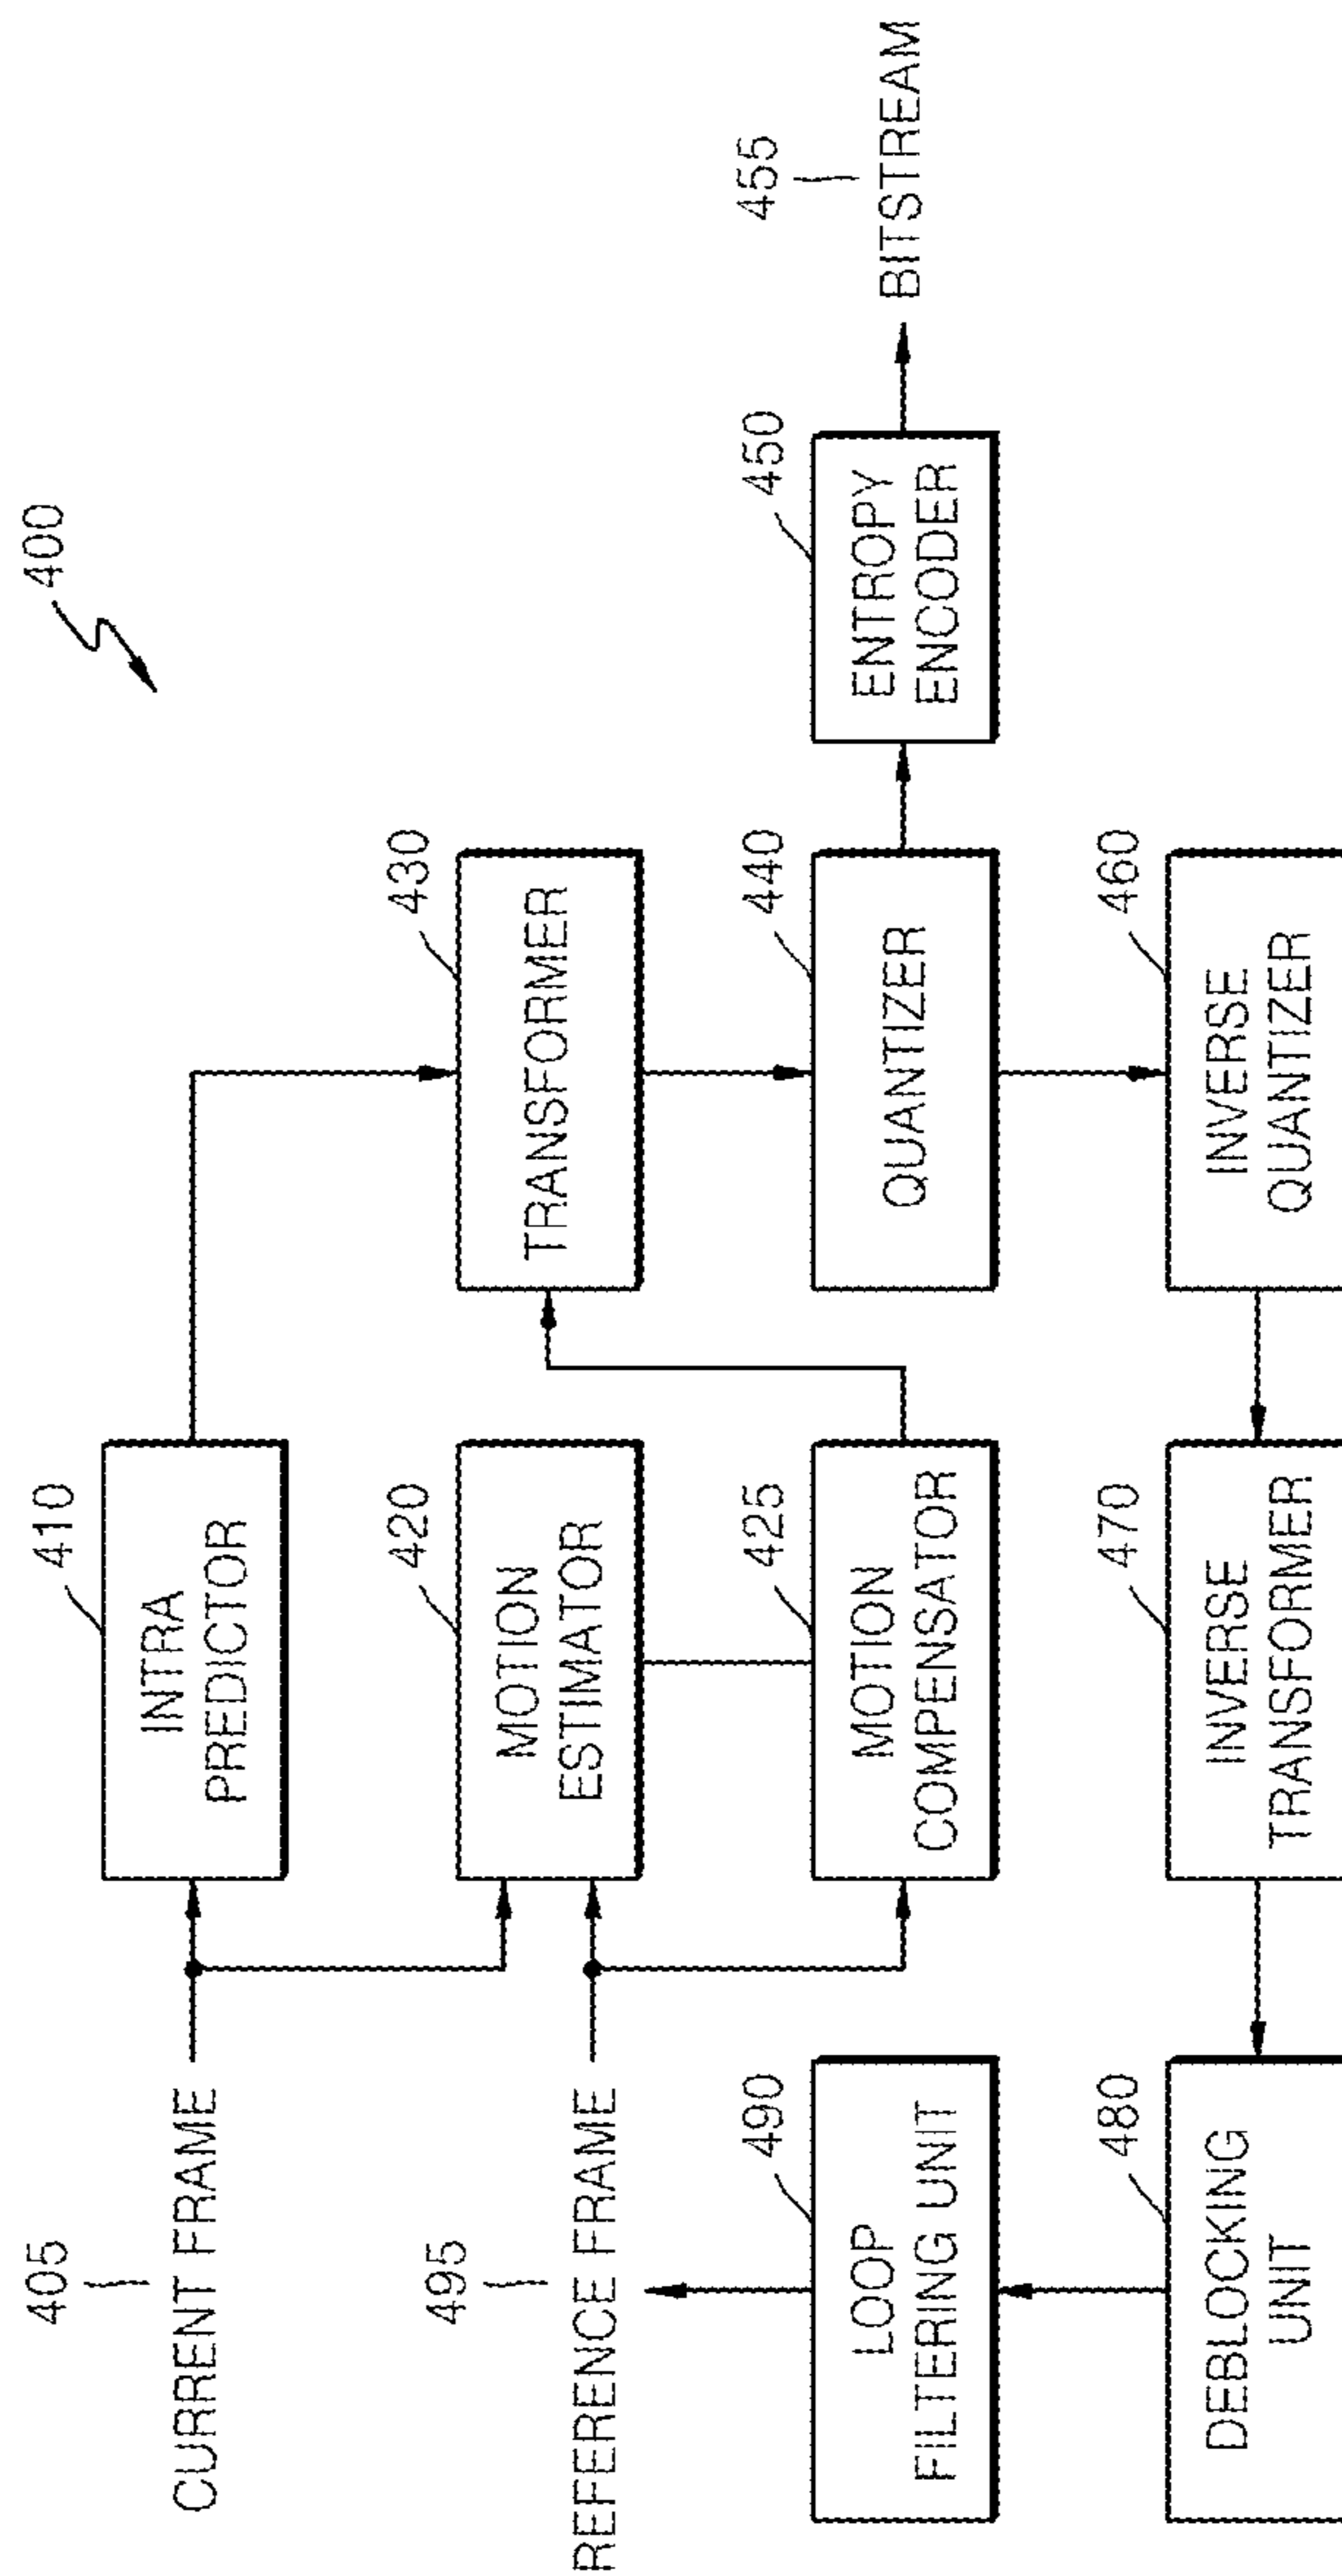 400
405
CURRENT FRAME
410
INTRA
PREDICTOR
495
REFERENCE FRAME
420
MOTION
ESTIMATOR
430
TRANSFORMER
490
LOOP
FILTERING UNIT
425
MOTION
COMPENSATOR
440
QUANTIZER
450
ENTROPY
ENCODER
455
BITSTREAM
480
DEBLOCKING
UNIT
470
INVERSE
TRANSFORMER
460
INVERSE
QUANTIZER